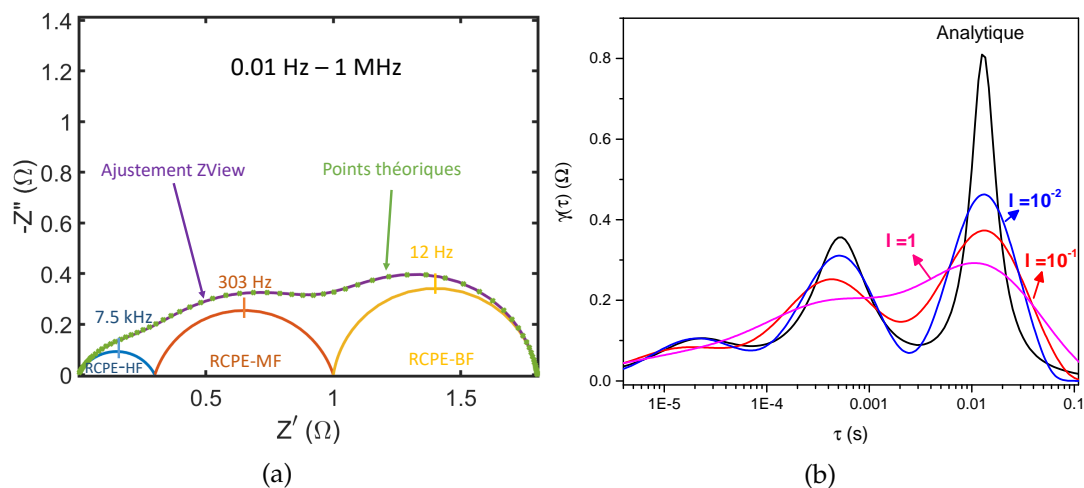 0.01 Hz – 1 MHz
Ajustement ZView
Points théoriques
7.5 kHz
303 Hz
12 Hz
RCPE-HF
RCPE-MF
RCPE-BF
1.4
1.2
1
0.8
0.6
0.4
0.2
0
0.5
1
1.5
-Z'' (Ω)
Z' (Ω)
(a)
Analytique
l =10⁻²
l =1
l =10⁻¹
0.8
0.6
0.4
0.2
0.0
γ(τ) (Ω)
1E-5
1E-4
0.001
0.01
0.1
τ (s)
(b)